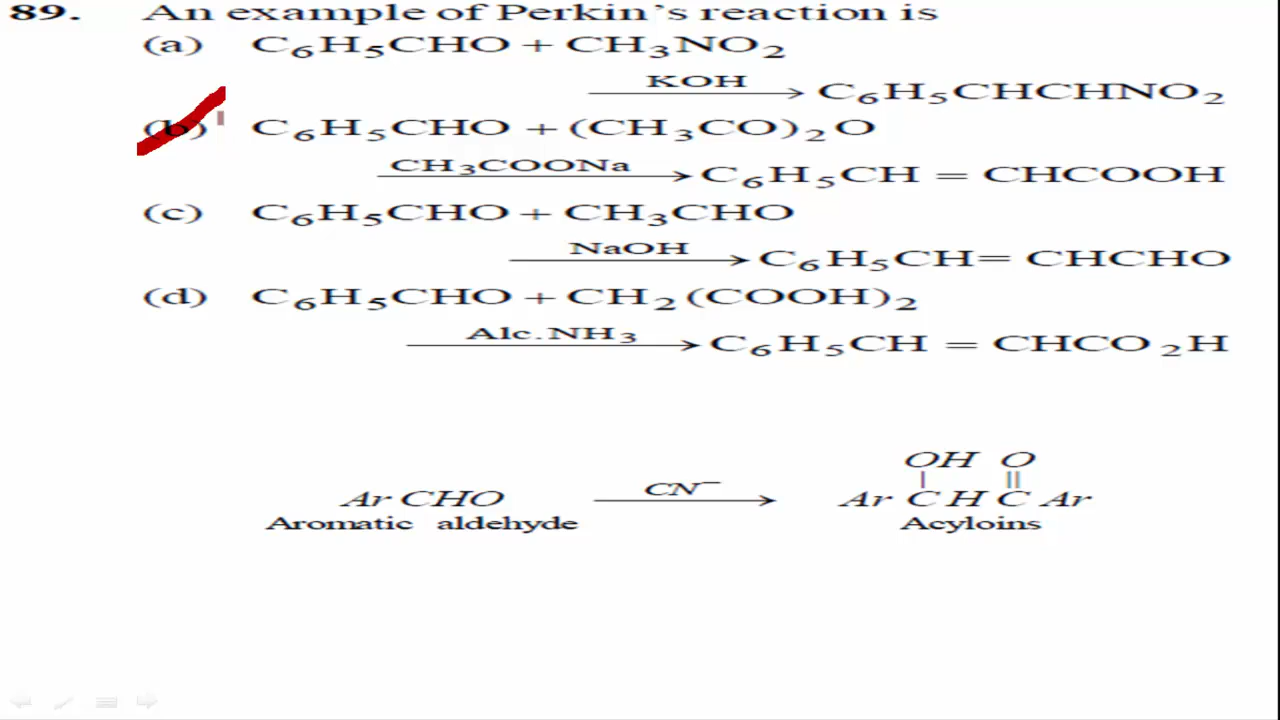 89. An example of Perkin's reaction is
(a) C₆H₅CHO + CH₃NO₂
KOH → C₆H₅CHCHNO₂
(b) C₆H₅CHO + (CH₃CO)₂O
CH₃COONa → C₆H₅CH = CHCOOH
(c) C₆H₅CHO + CH₃CHO
NaOH → C₆H₅CH = CHCHO
(d) C₆H₅CHO + CH₂(COOH)₂
Alc.NH₃ → C₆H₅CH = CHCO₂H
OH O
Ar CHO CN⁻ → Ar C H C Ar
Aromatic aldehyde Acyloins